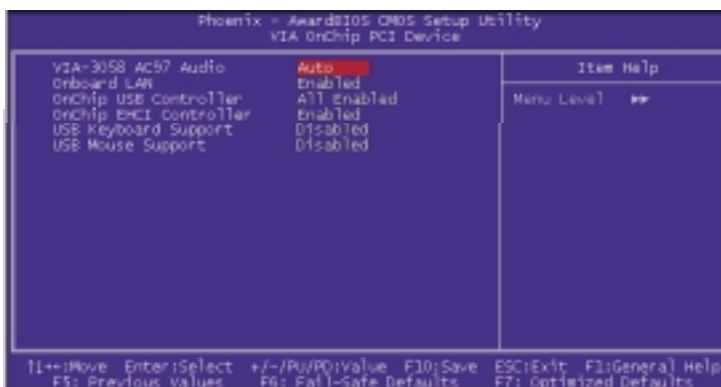 Phoenix - AwardBIOS CMOS Setup Utility
VIA OnChip PCI Device
VIA-3058 AC97 Audio Auto
Onboard LAN Enabled
OnChip USB Controller All Enabled
OnChip EHCI Controller Enabled
USB Keyboard Support Disabled
USB Mouse Support Disabled
Item Help
Menu Level ▶▶
↑↓→←:Move Enter:Select +/-/PU/PD:Value F10:Save ESC:Exit F1:General Help
F5: Previous Values F6: Fail-Safe Defaults F7: Optimized Defaults